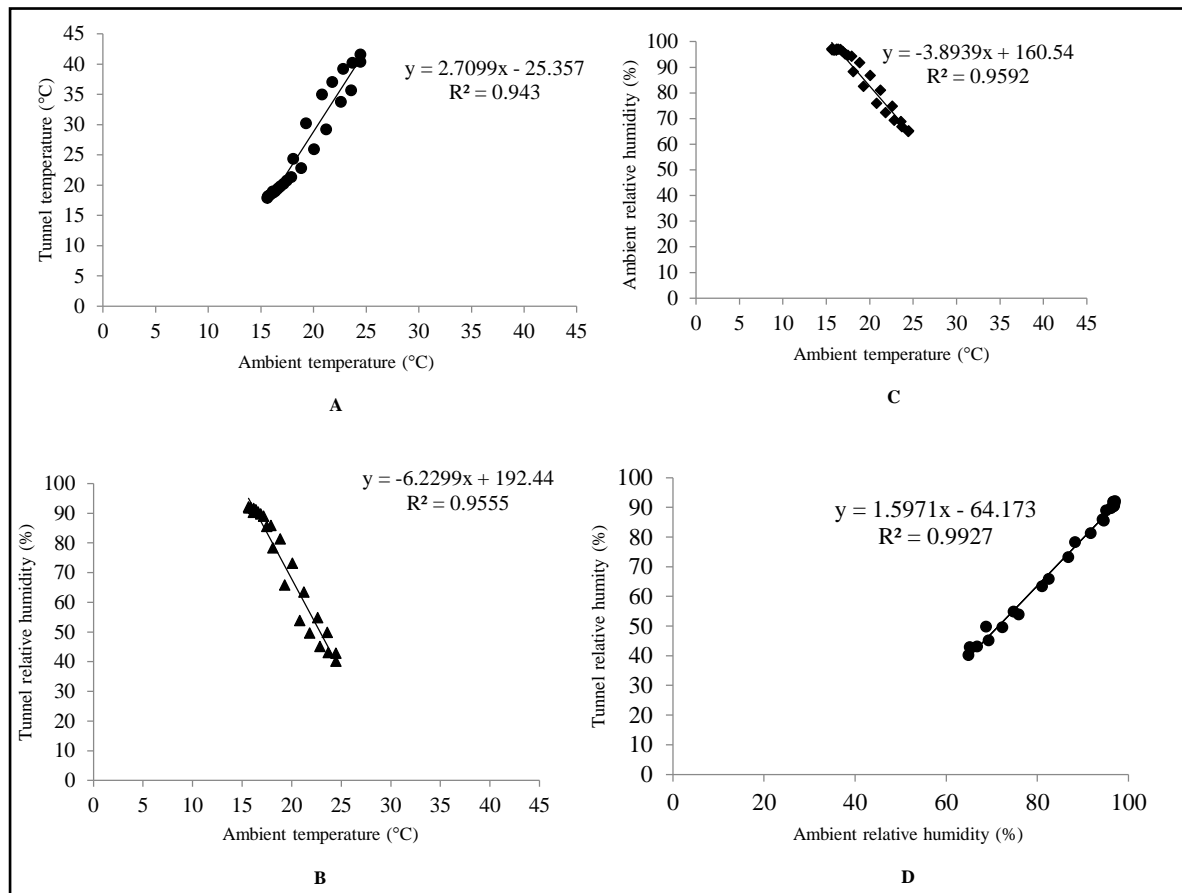 y = 2.7099x - 25.357
R² = 0.943
45
40
35
30
25
20
15
10
5
0
Tunnel temperature (°C)
0 5 10 15 20 25 30 35 40 45
Ambient temperature (°C)
A
y = -3.8939x + 160.54
R² = 0.9592
100
90
80
70
60
50
40
30
20
10
0
Ambient relative humidity (%)
0 5 10 15 20 25 30 35 40 45
Ambient temperature (°C)
C
y = -6.2299x + 192.44
R² = 0.9555
100
90
80
70
60
50
40
30
20
10
0
Tunnel relative humidity (%)
0 5 10 15 20 25 30 35 40 45
Ambient temperature (°C)
B
y = 1.5971x - 64.173
R² = 0.9927
100
90
80
70
60
50
40
30
20
10
0
Tunnel relative humity (%)
0 20 40 60 80 100
Ambient relative humidity (%)
D